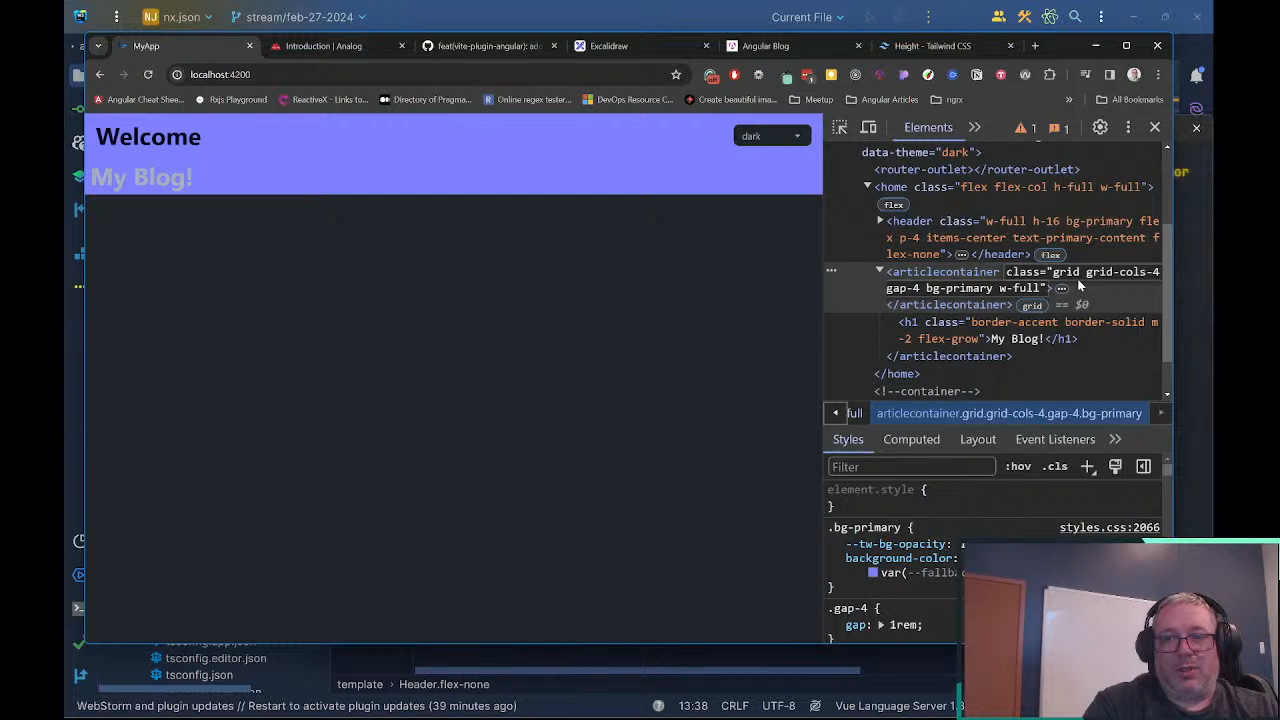 nx.json
stream/feb-27-2024
Current File
MyApp
Introduction | Analog
feat(vite-plugin-angular): add
Excalidraw
Angular Blog
Height - Tailwind CSS
localhost:4200
Angular Cheat Shee...
Rxjs Playground
ReactiveX - Links to...
Directory of Pragma...
Online regex tester...
DevOps Resource C...
Create beautiful ima...
Meetup
Angular Articles
ngrx
All Bookmarks
Welcome
dark
My Blog!
Elements
1
1
data-theme="dark">
<router-outlet></router-outlet>
<home class="flex flex-col h-full w-full">
flex
<header class="w-full h-16 bg-primary fle
x p-4 items-center text-primary-content f
lex-none"> … </header> flex
<articlecontainer class="grid grid-cols-4
gap-4 bg-primary w-full"> …
</articlecontainer> grid == $0
<h1 class="border-accent border-solid m
-2 flex-grow">My Blog!</h1>
</articlecontainer>
</home>
<!--container-->
full articlecontainer.grid.grid-cols-4.gap-4.bg-primary
Styles Computed Layout Event Listeners
Filter :hov .cls
element.style {
}
.bg-primary { styles.css:2066
--tw-bg-opacity:
background-color:
var(--fallba
}
.gap-4 {
gap: 1rem;
}
tsconfig.editor.json
tsconfig.json
template Header.flex-none
WebStorm and plugin updates // Restart to activate plugin updates (39 minutes ago)
13:38 CRLF UTF-8 Vue Language Server